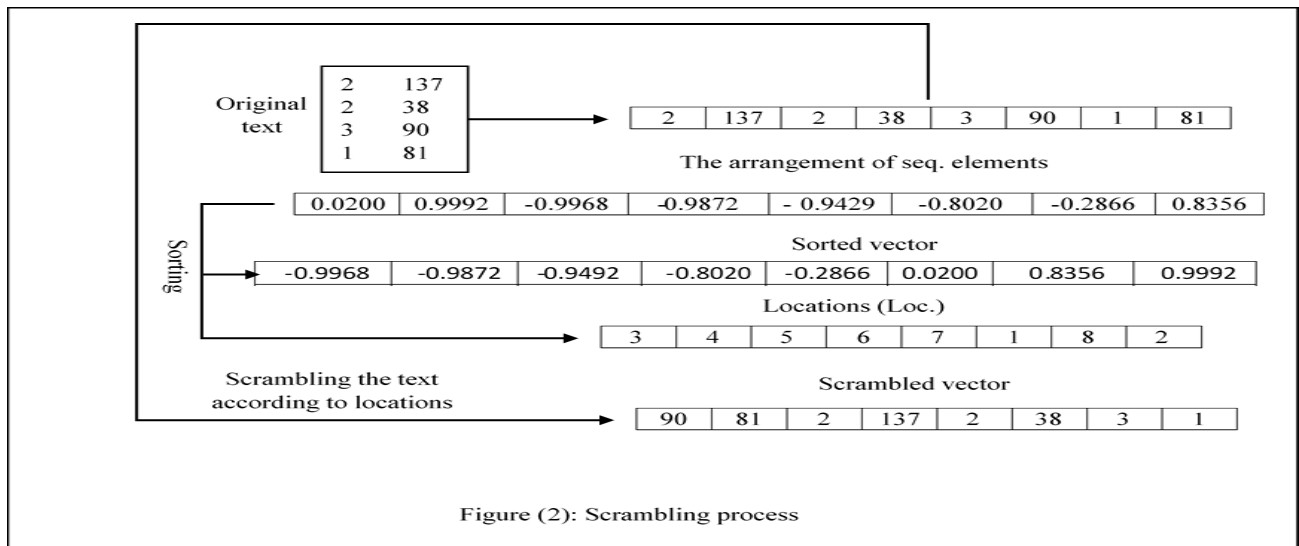 Original
text
2 137
2 38
3 90
1 81
2 137 2 38 3 90 1 81
The arrangement of seq. elements
0.0200 0.9992 -0.9968 -0.9872 - 0.9429 -0.8020 -0.2866 0.8356
Sorting
Sorted vector
-0.9968 -0.9872 -0.9492 -0.8020 -0.2866 0.0200 0.8356 0.9992
Locations (Loc.)
3 4 5 6 7 1 8 2
Scrambling the text
according to locations
Scrambled vector
90 81 2 137 2 38 3 1
Figure (2): Scrambling process